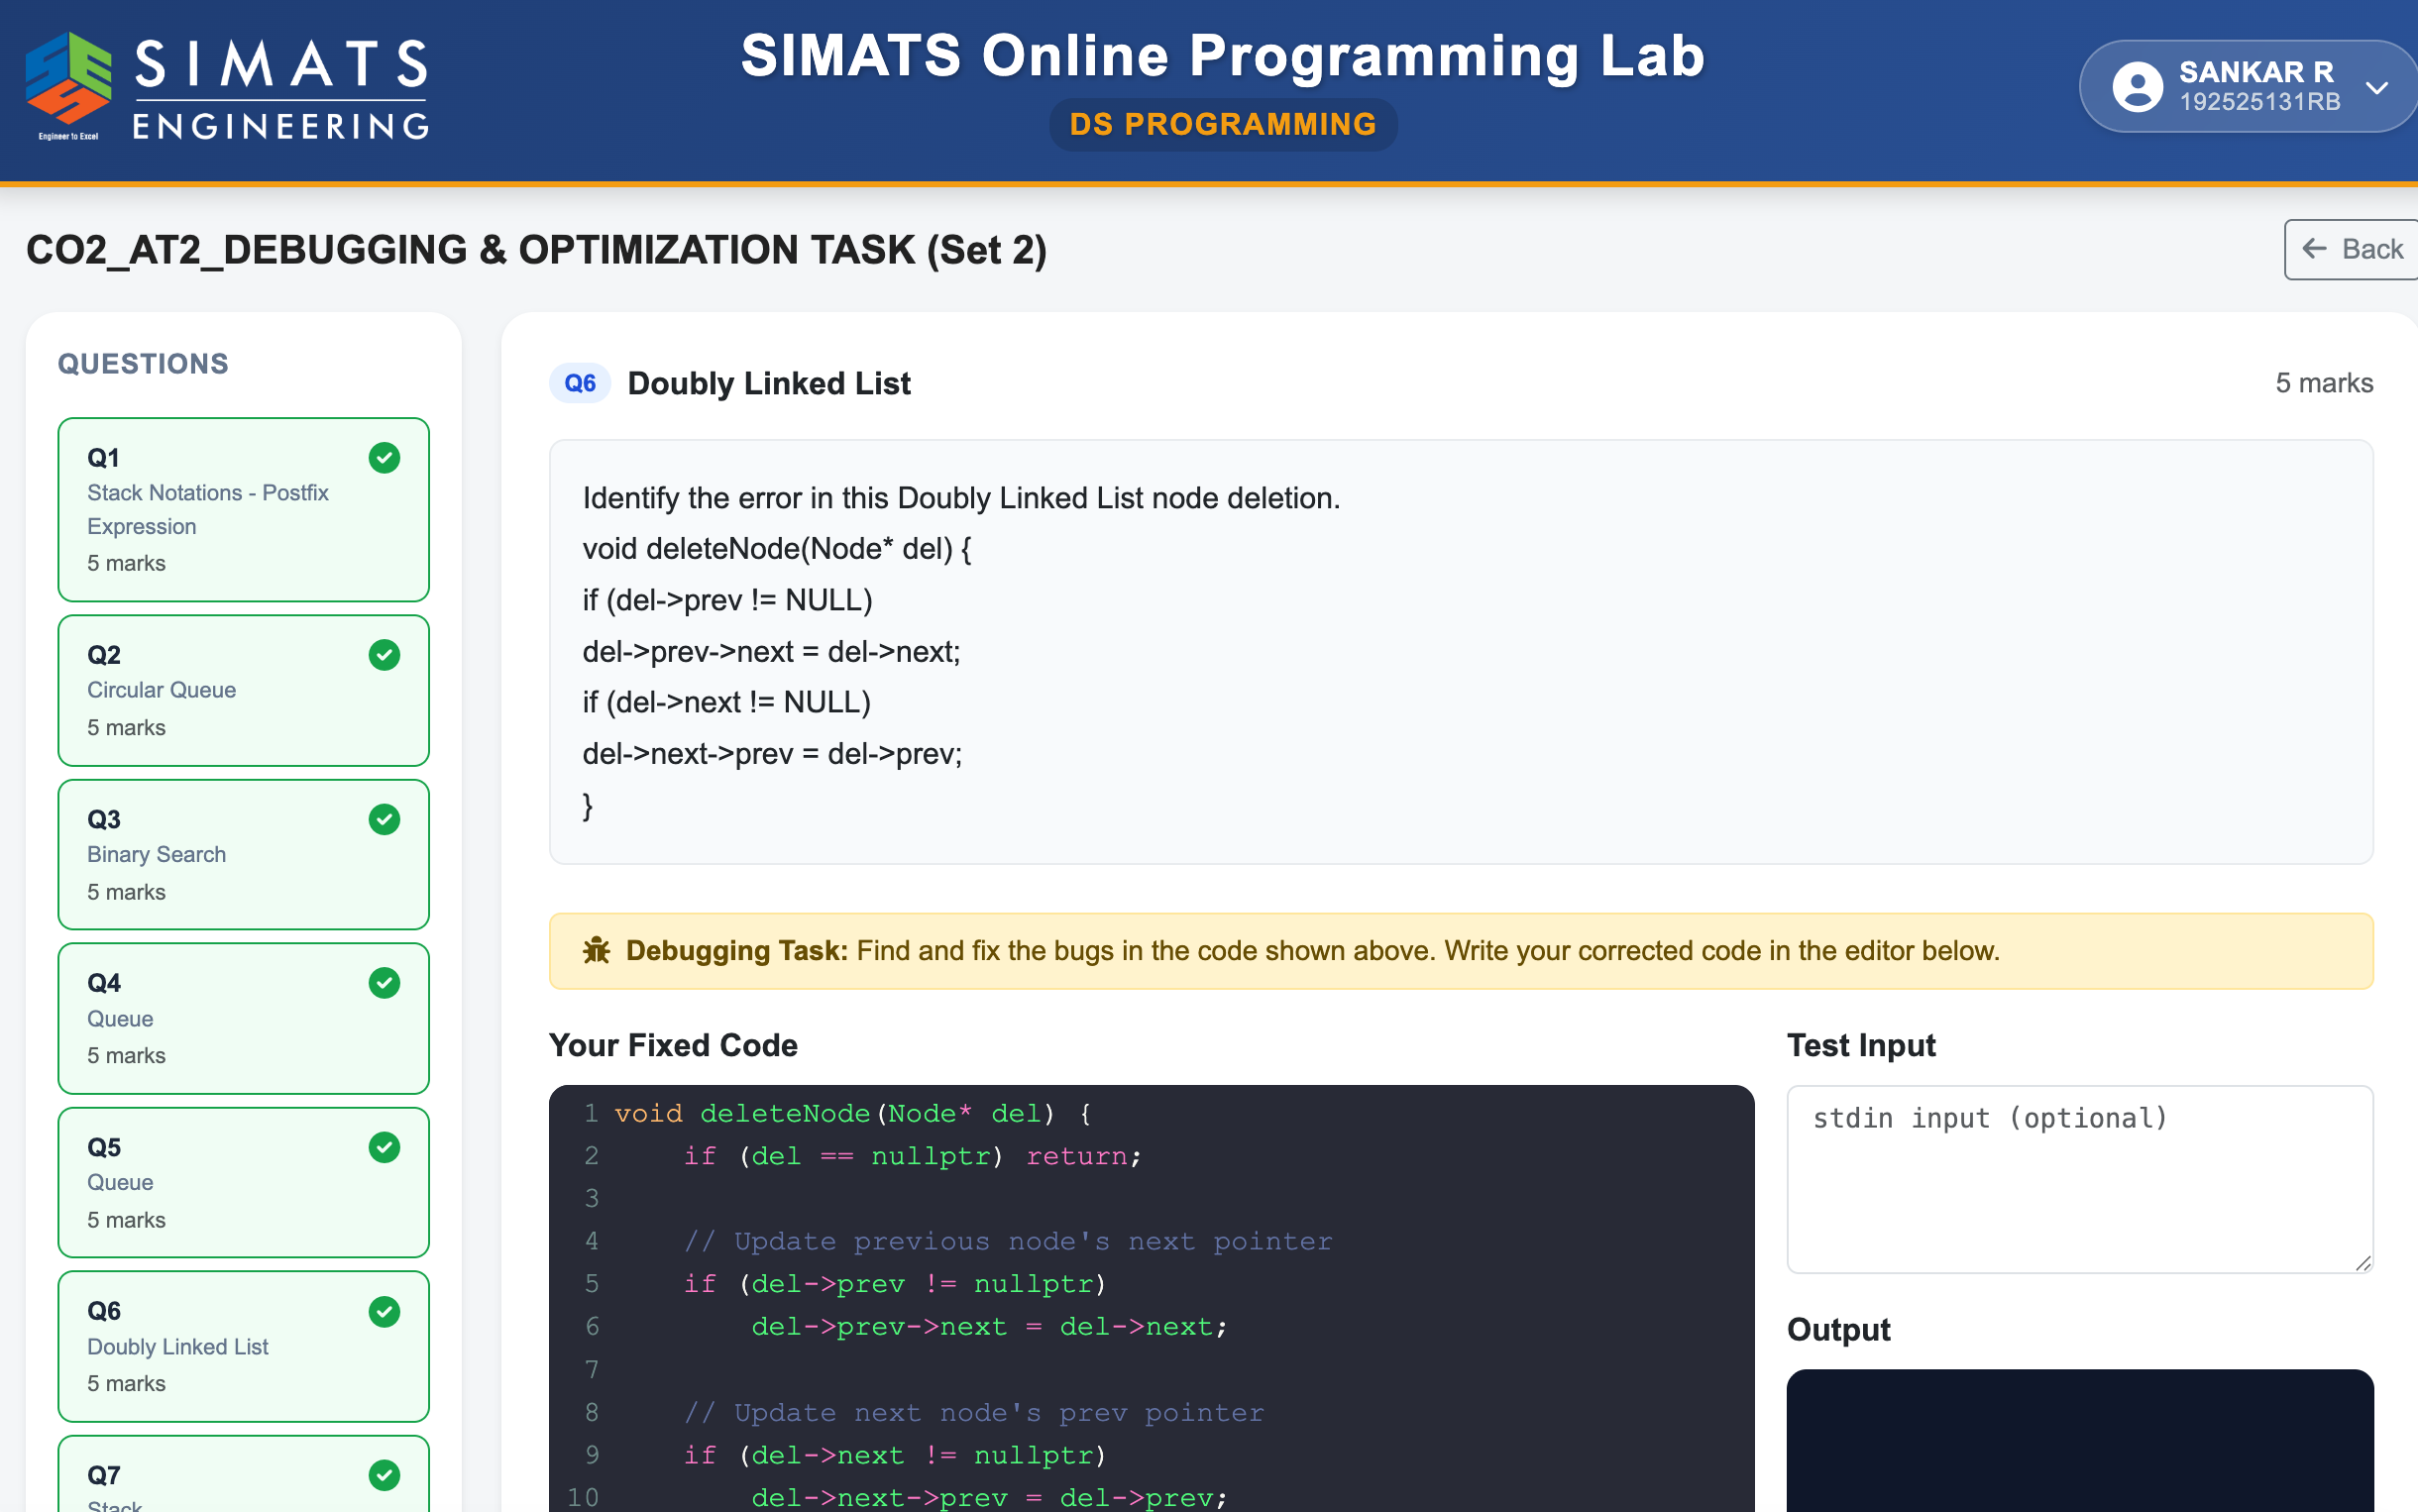 SIMATS
ENGINEERING
Engineer to Excel
SIMATS Online Programming Lab
DS PROGRAMMING
SANKAR R
192525131RB
CO2_AT2_DEBUGGING & OPTIMIZATION TASK (Set 2)
Back
QUESTIONS
Q1
Stack Notations - Postfix
Expression
5 marks
Q2
Circular Queue
5 marks
Q3
Binary Search
5 marks
Q4
Queue
5 marks
Q5
Queue
5 marks
Q6
Doubly Linked List
5 marks
Q7
Stack
Q6 Doubly Linked List
5 marks
Identify the error in this Doubly Linked List node deletion.
void deleteNode(Node* del) {
if (del->prev != NULL)
del->prev->next = del->next;
if (del->next != NULL)
del->next->prev = del->prev;
}
Debugging Task: Find and fix the bugs in the code shown above. Write your corrected code in the editor below.
Your Fixed Code
1 void deleteNode(Node* del) {
2     if (del == nullptr) return;
3
4     // Update previous node's next pointer
5     if (del->prev != nullptr)
6         del->prev->next = del->next;
7
8     // Update next node's prev pointer
9     if (del->next != nullptr)
10         del->next->prev = del->prev;
Test Input
stdin input (optional)
Output